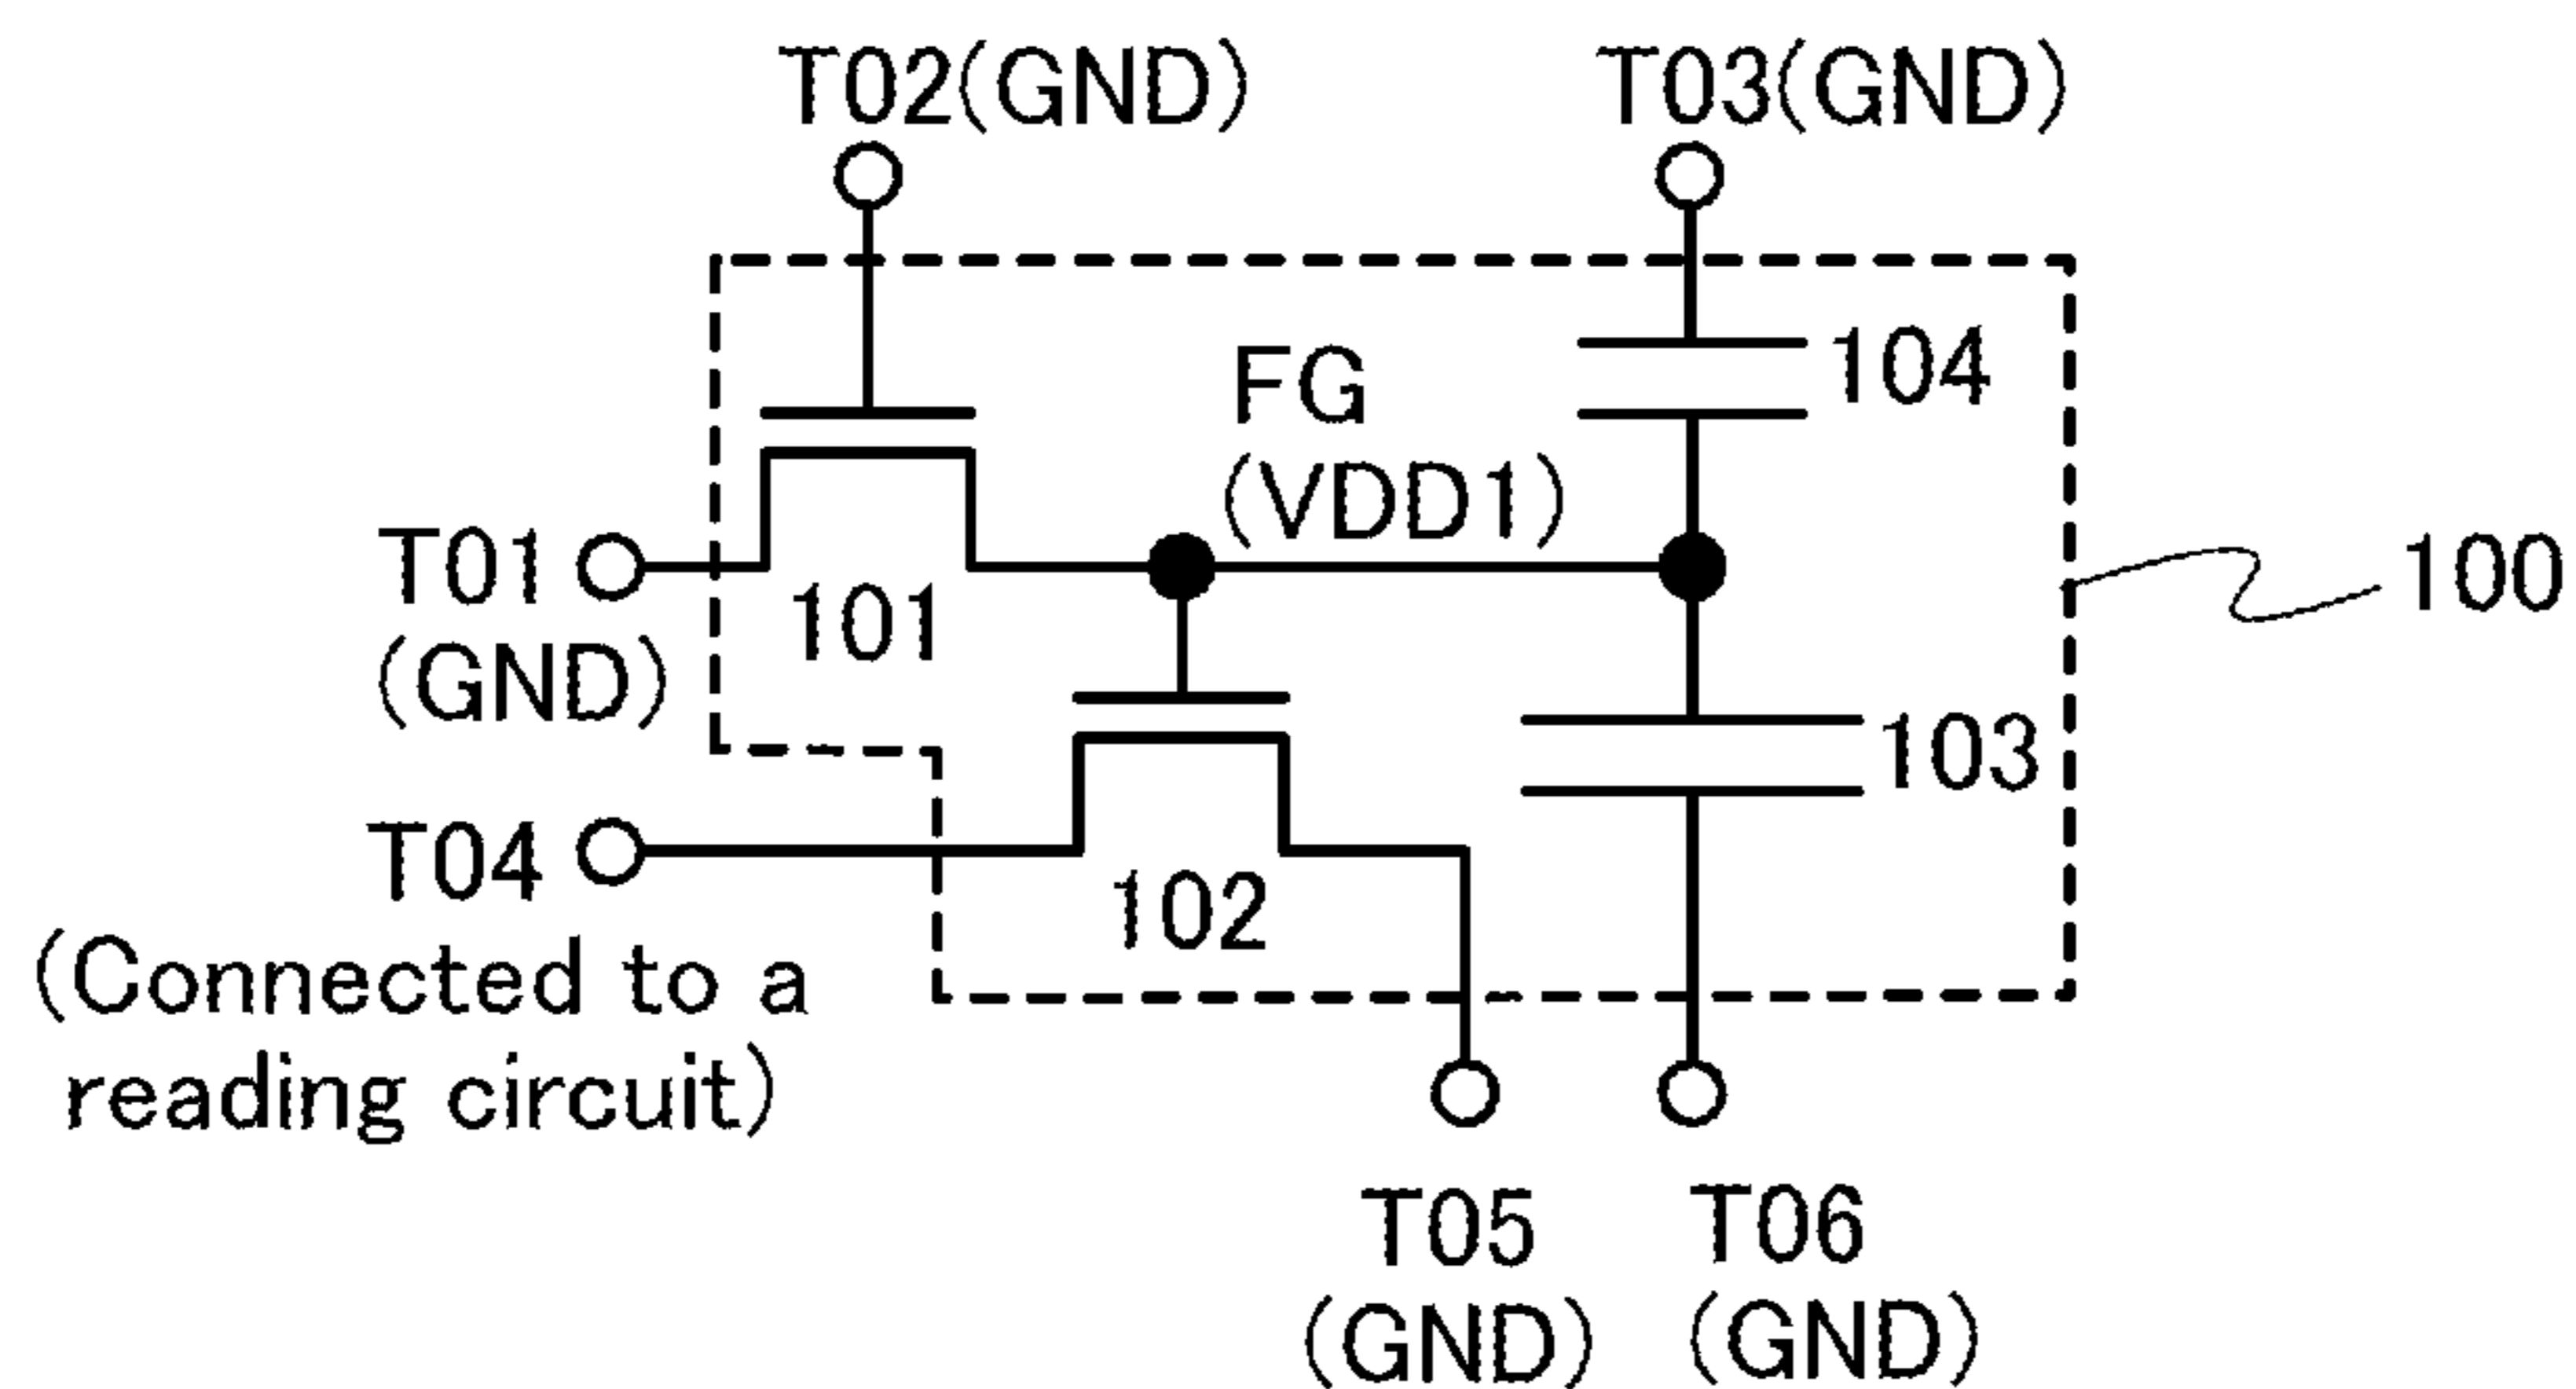 T02(GND)
T03(GND)
104
FG
(VDD1)
T01
(GND)
101
100
103
T04
(Connected to a
reading circuit)
102
T05
(GND)
T06
(GND)